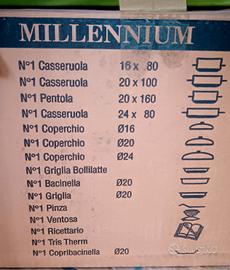 MILLENNIUM
N°1 Casseruola 16 x 80
N°1 Casseruola 20 x 100
N°1 Pentola 20 x 160
N°1 Casseruola 24 x 80
N°1 Coperchio Ø16
N°1 Coperchio Ø20
N°1 Coperchio Ø24
N°1 Griglia Bollilatte
N°1 Bacinella Ø20
N°1 Griglia Ø20
N°1 Pinza
N°1 Ventosa
N°1 Ricettario
N°1 Tris Therm
N°1 Copribacinella Ø20